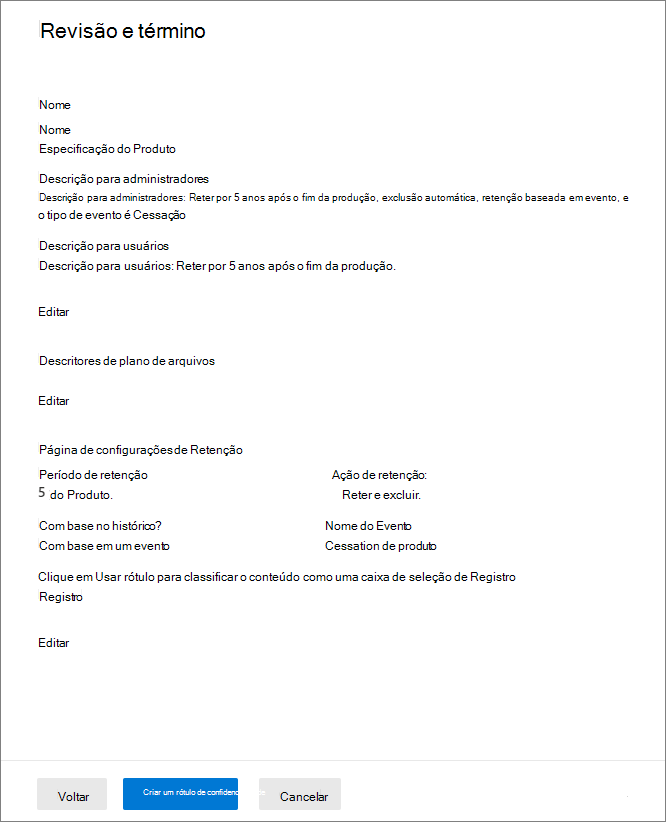 Revisão e término
Nome
Nome
Especificação do Produto
Descrição para administradores
Descrição para administradores: Reter por 5 anos após o fim da produção, exclusão automática, retenção baseada em evento, e
o tipo de evento é Cessação
Descrição para usuários
Descrição para usuários: Reter por 5 anos após o fim da produção.
Editar
Descritores de plano de arquivos
Editar
Página de configurações de Retenção
Período de retenção
Ação de retenção:
5 do Produto.
Reter e excluir.
Com base no histórico?
Nome do Evento
Com base em um evento
Cessation de produto
Clique em Usar rótulo para classificar o conteúdo como uma caixa de seleção de Registro
Registro
Editar
Voltar
Criar um rótulo de
Cancelar